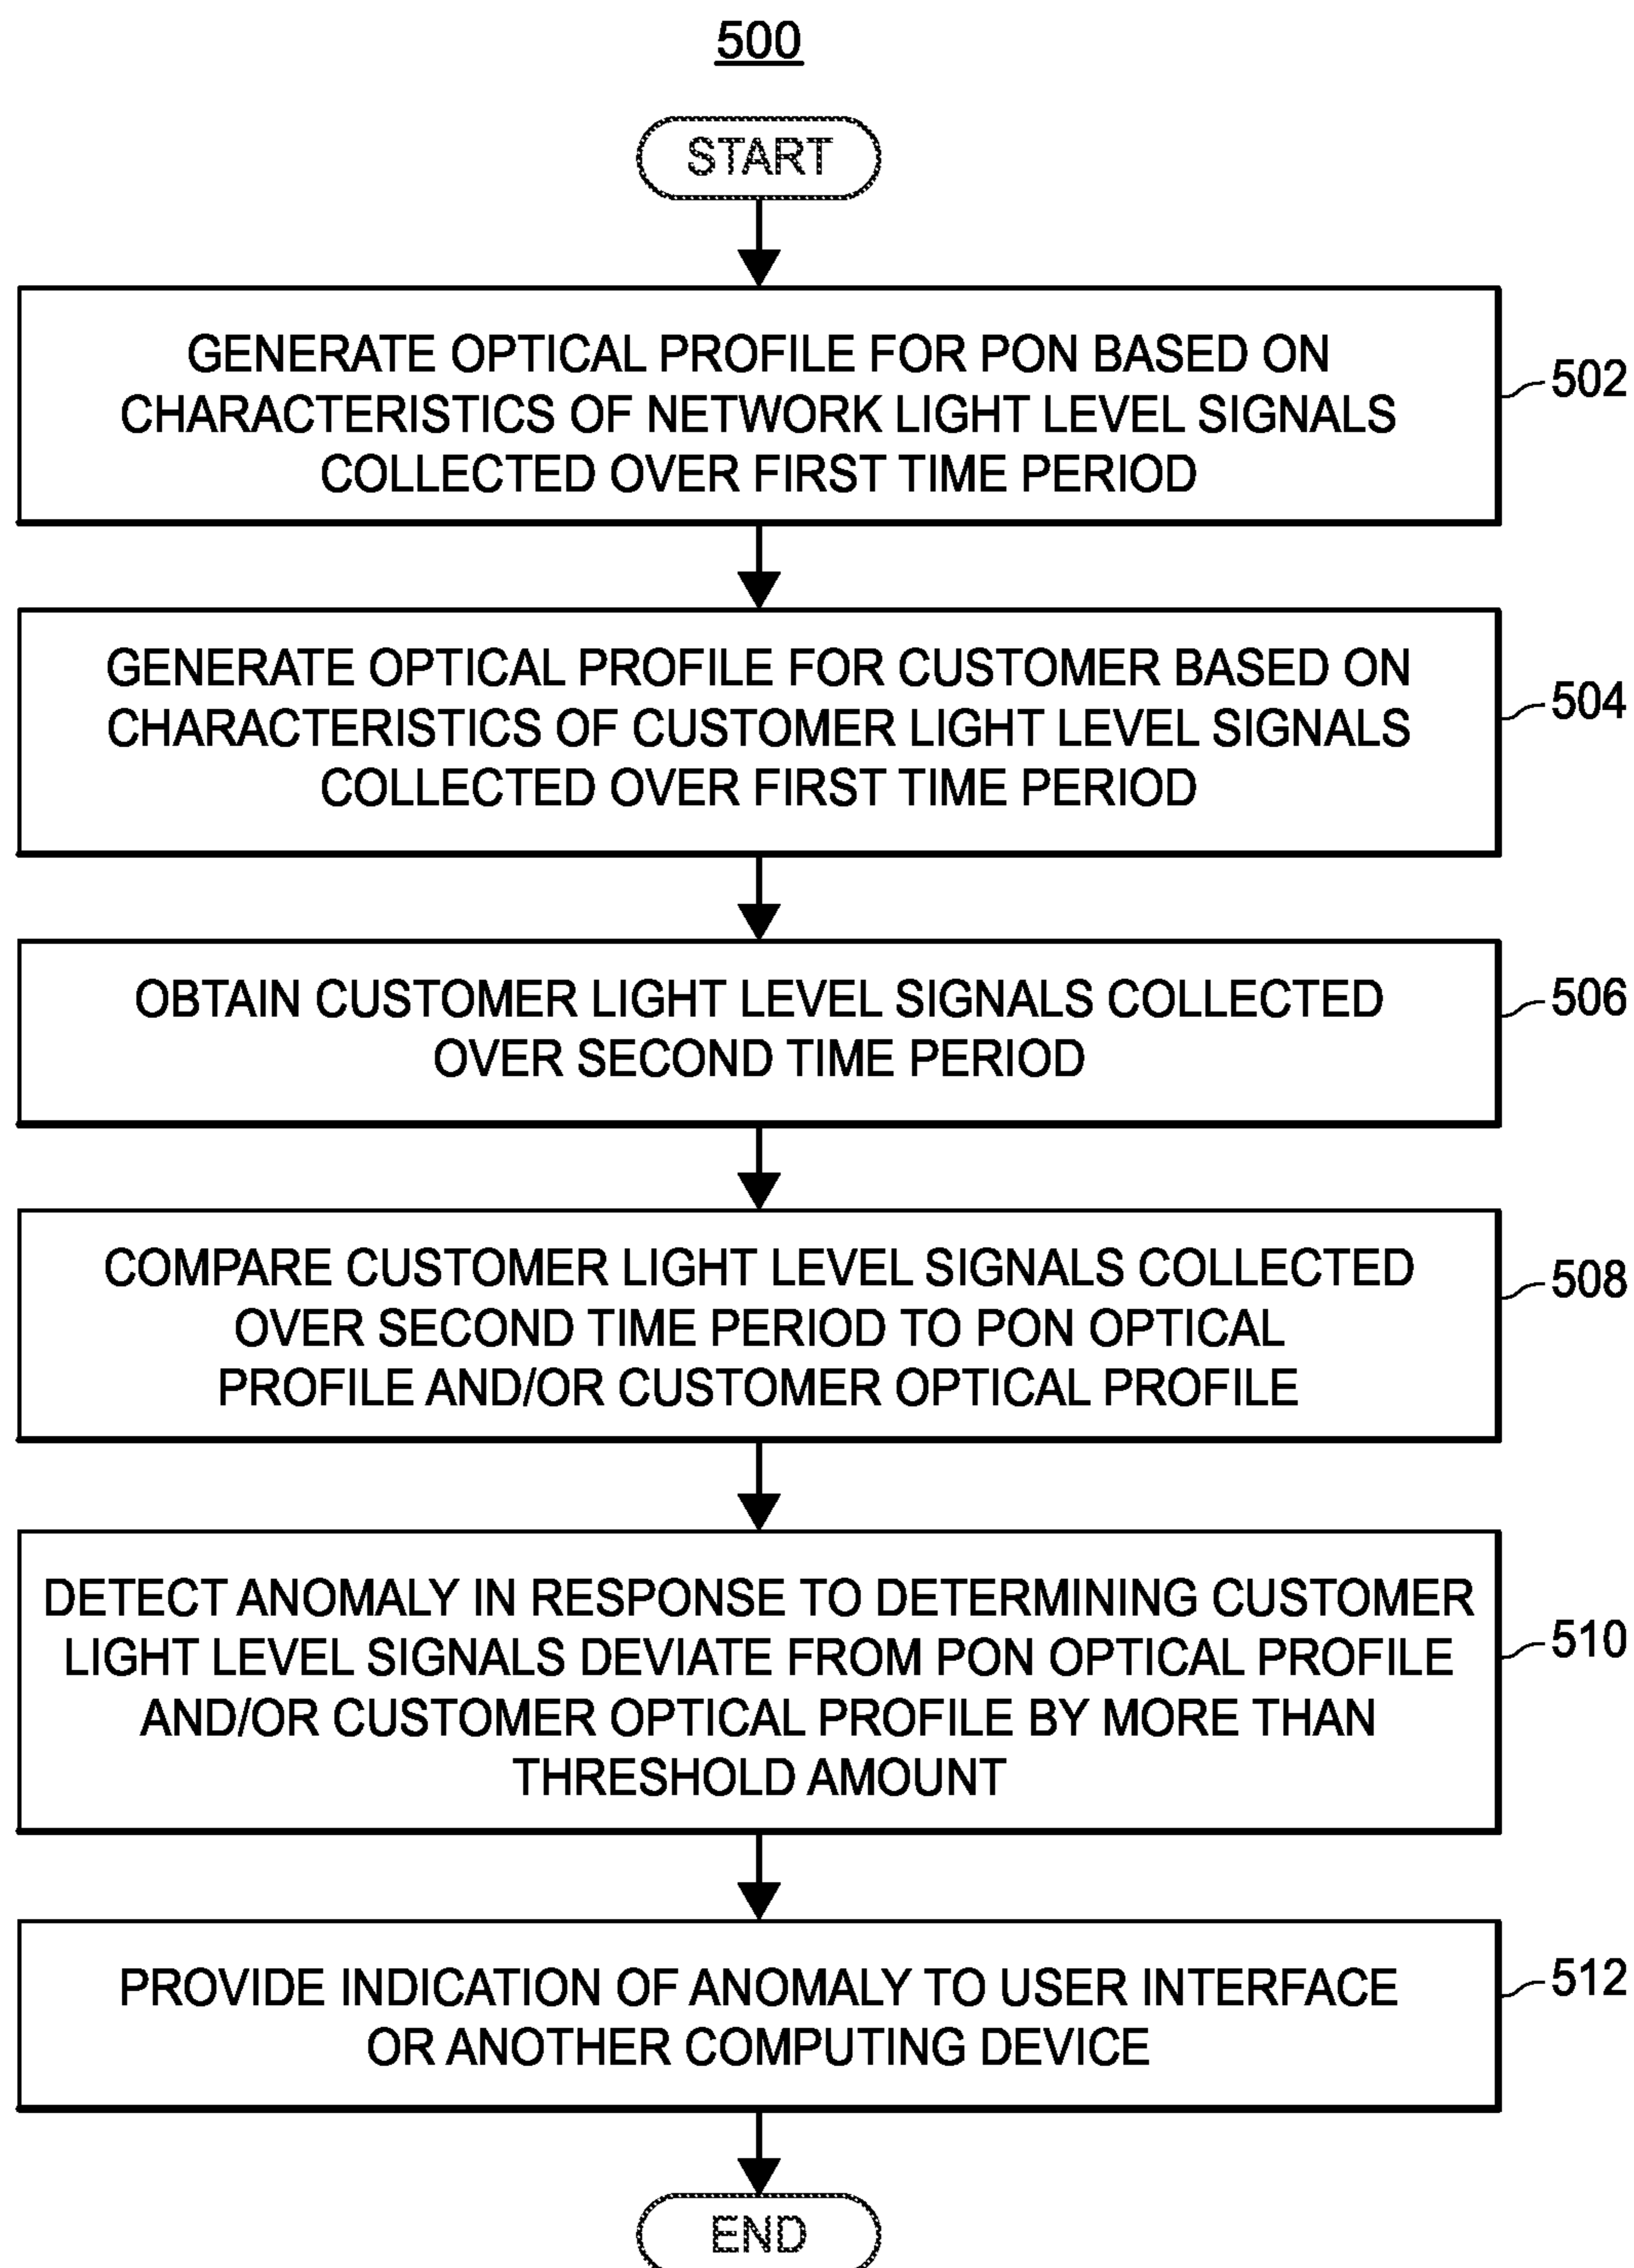 500
START
GENERATE OPTICAL PROFILE FOR PON BASED ON
CHARACTERISTICS OF NETWORK LIGHT LEVEL SIGNALS
COLLECTED OVER FIRST TIME PERIOD
502
GENERATE OPTICAL PROFILE FOR CUSTOMER BASED ON
CHARACTERISTICS OF CUSTOMER LIGHT LEVEL SIGNALS
COLLECTED OVER FIRST TIME PERIOD
504
OBTAIN CUSTOMER LIGHT LEVEL SIGNALS COLLECTED
OVER SECOND TIME PERIOD
506
COMPARE CUSTOMER LIGHT LEVEL SIGNALS COLLECTED
OVER SECOND TIME PERIOD TO PON OPTICAL
PROFILE AND/OR CUSTOMER OPTICAL PROFILE
508
DETECT ANOMALY IN RESPONSE TO DETERMINING CUSTOMER
LIGHT LEVEL SIGNALS DEVIATE FROM PON OPTICAL PROFILE
AND/OR CUSTOMER OPTICAL PROFILE BY MORE THAN
THRESHOLD AMOUNT
510
PROVIDE INDICATION OF ANOMALY TO USER INTERFACE
OR ANOTHER COMPUTING DEVICE
512
END